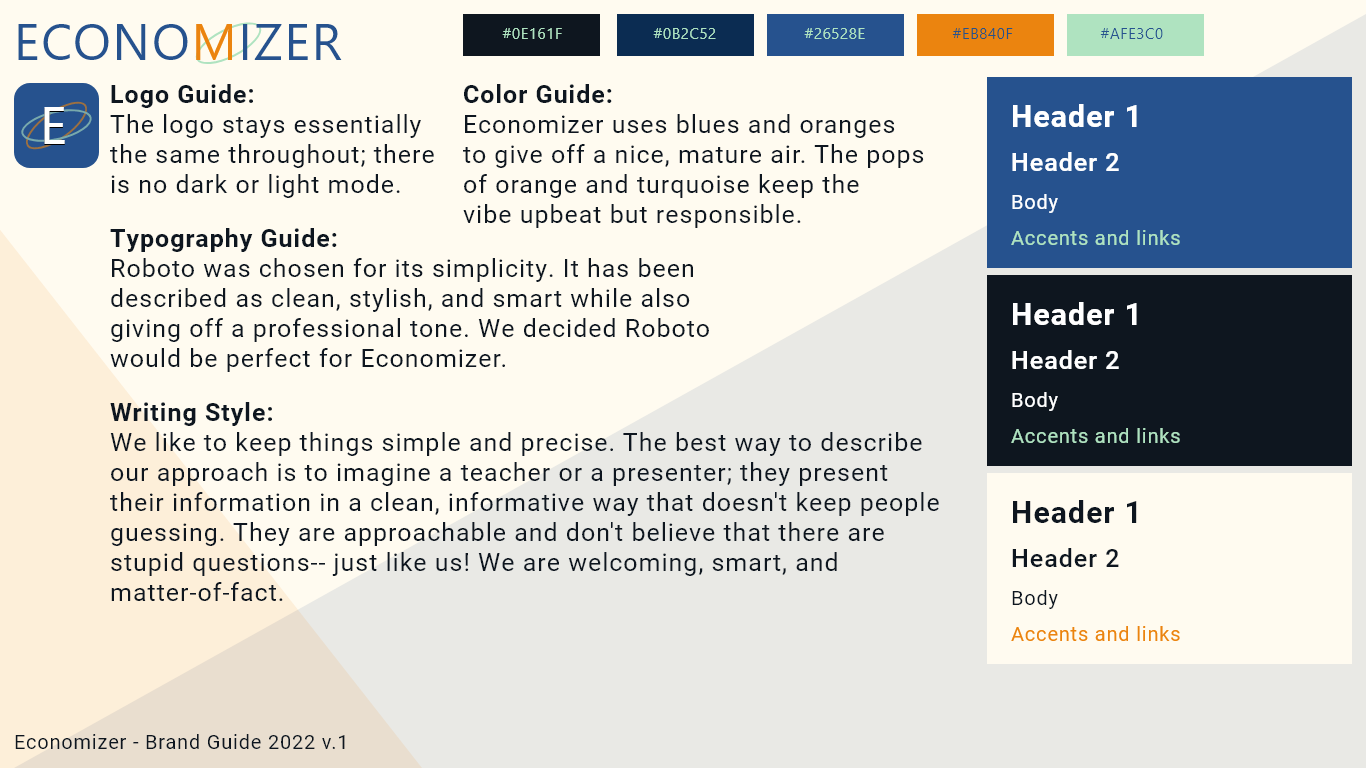 ECONOMIZER
#0E161F
#0B2C52
#26528E
#EB840F
#AFE3C0
E
Logo Guide:
The logo stays essentially
the same throughout; there
is no dark or light mode.
Color Guide:
Economizer uses blues and oranges
to give off a nice, mature air. The pops
of orange and turquoise keep the
vibe upbeat but responsible.
Typography Guide:
Roboto was chosen for its simplicity. It has been
described as clean, stylish, and smart while also
giving off a professional tone. We decided Roboto
would be perfect for Economizer.
Writing Style:
We like to keep things simple and precise. The best way to describe
our approach is to imagine a teacher or a presenter; they present
their information in a clean, informative way that doesn't keep people
guessing. They are approachable and don't believe that there are
stupid questions-- just like us! We are welcoming, smart, and
matter-of-fact.
Header 1
Header 2
Body
Accents and links
Header 1
Header 2
Body
Accents and links
Header 1
Header 2
Body
Accents and links
Economizer - Brand Guide 2022 v.1